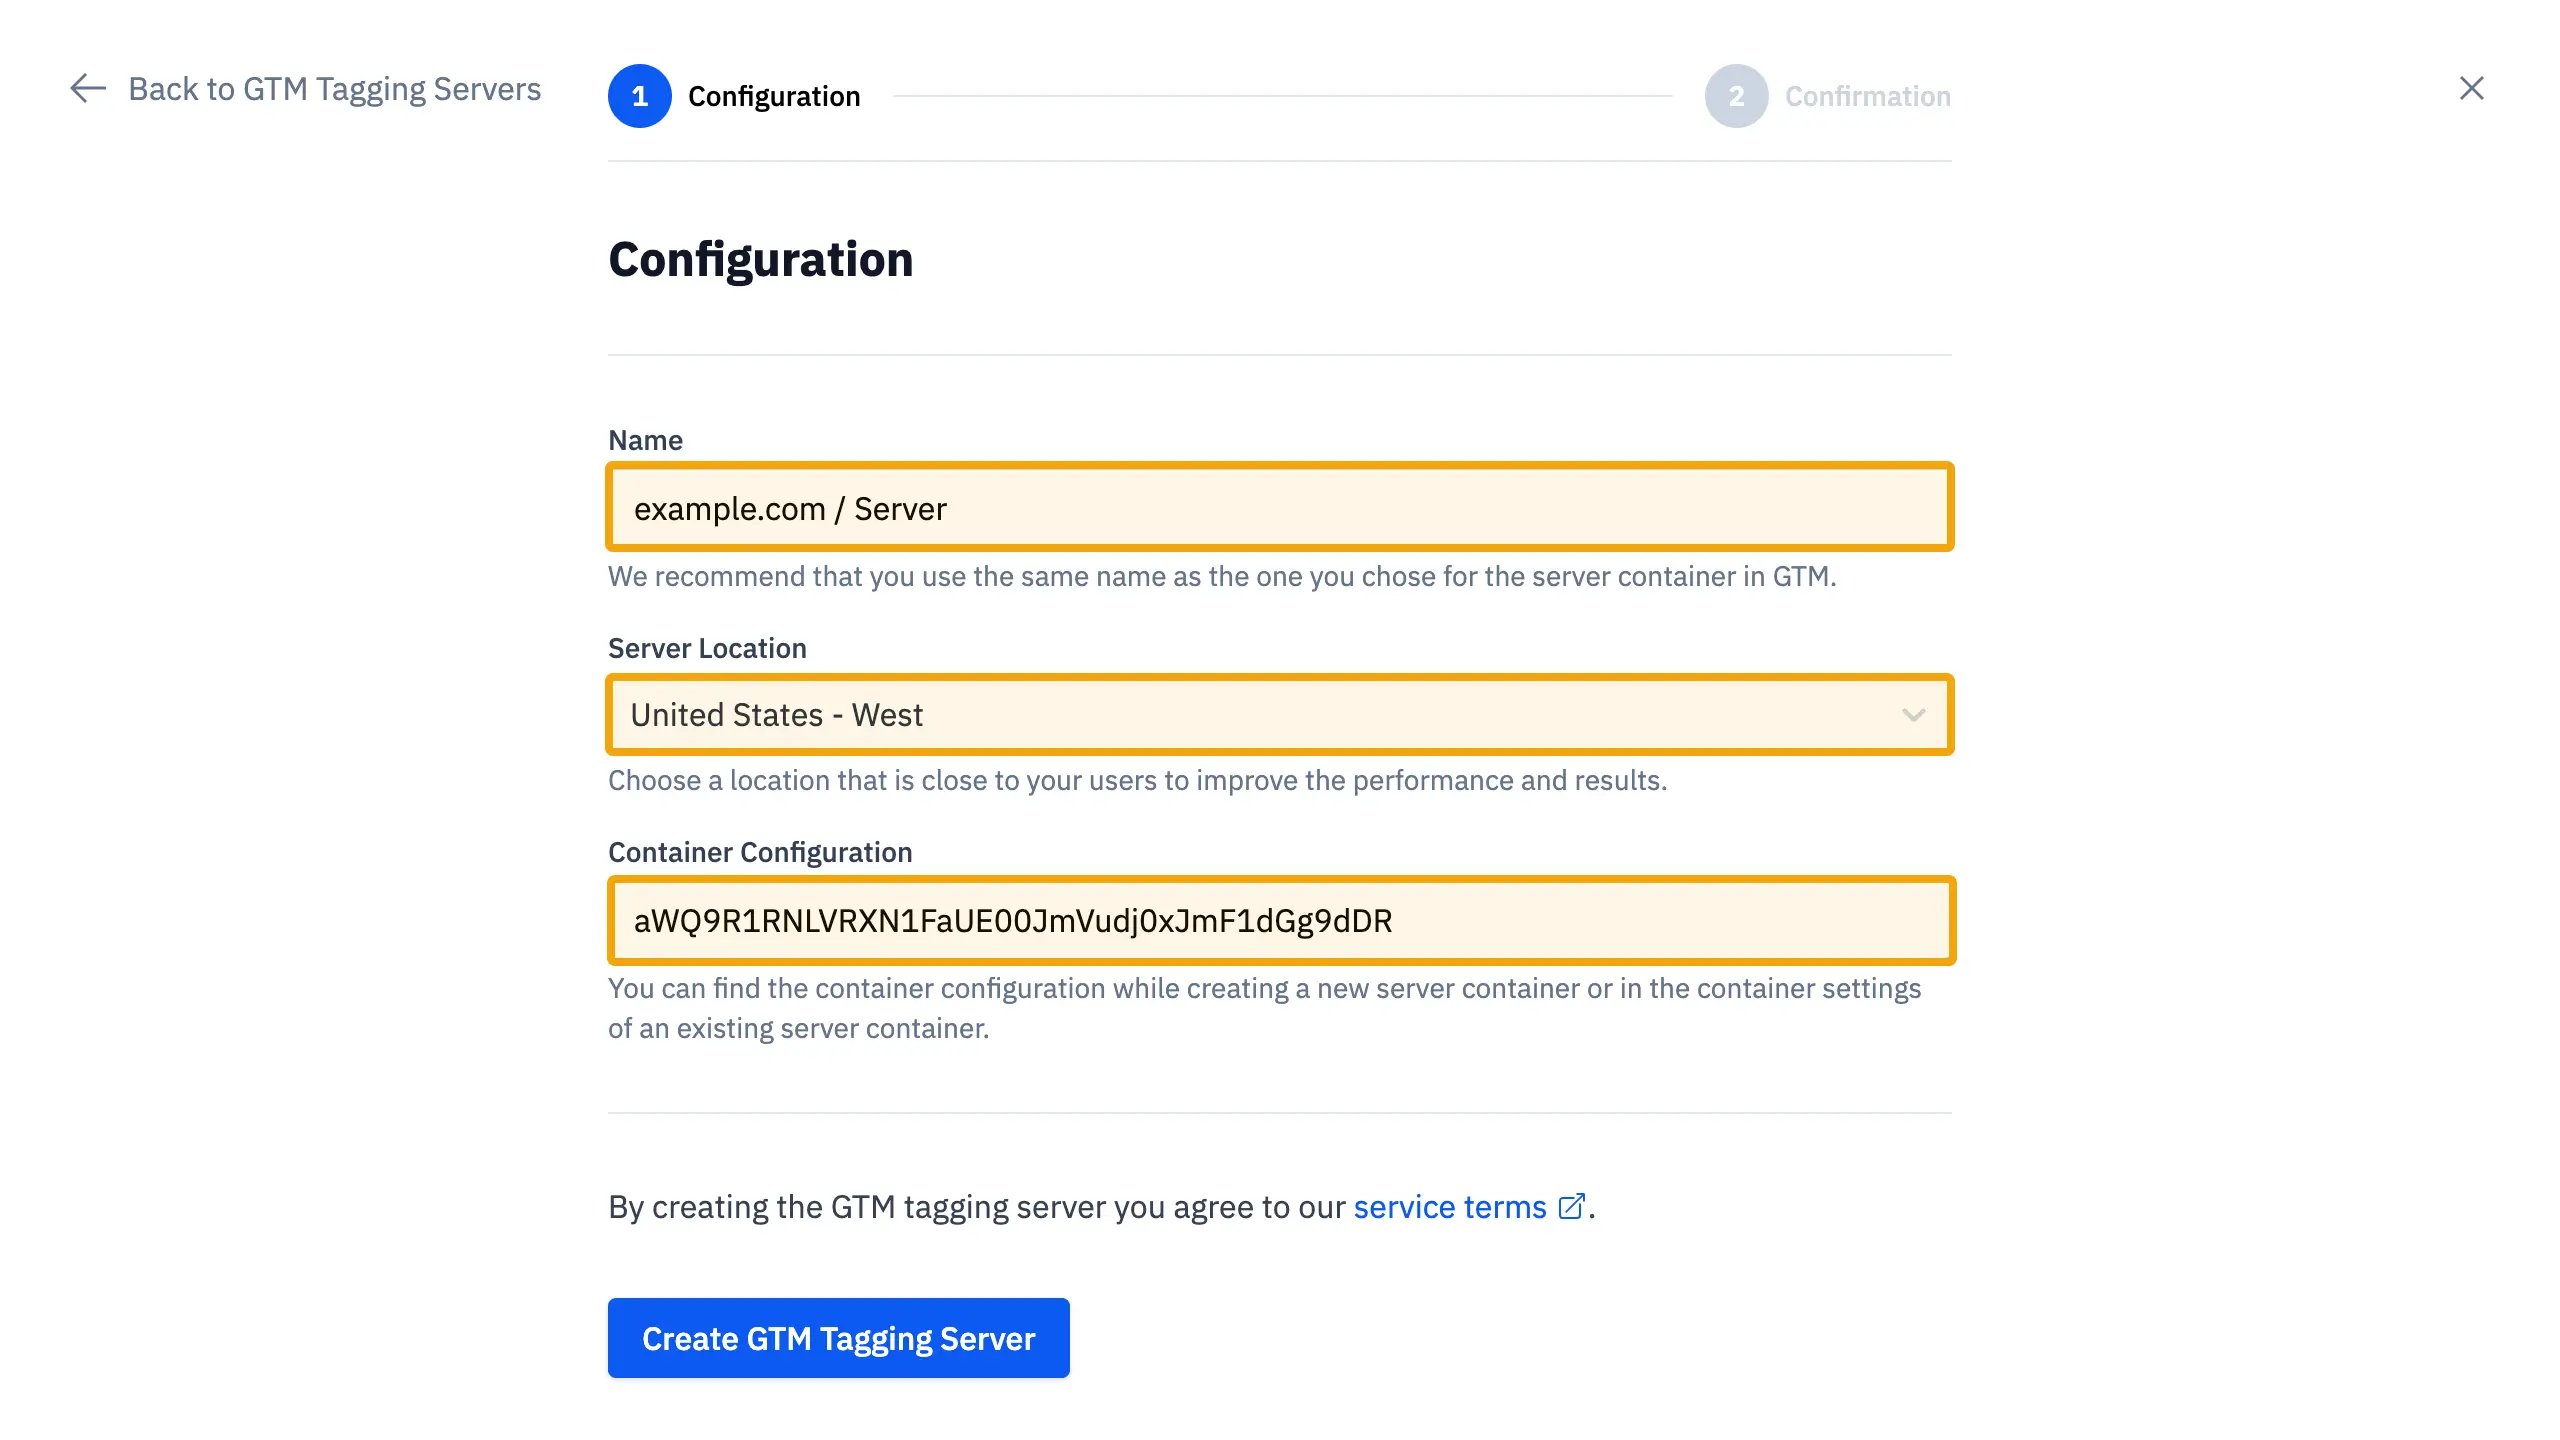 Back to GTM Tagging Servers
1 Configuration
2 Confirmation
Configuration
Name
example.com / Server
We recommend that you use the same name as the one you chose for the server container in GTM.
Server Location
United States - West
Choose a location that is close to your users to improve the performance and results.
Container Configuration
aWQ9R1RNLVRXN1FaUE00JmVudj0xJmF1dGg9dDR
You can find the container configuration while creating a new server container or in the container settings
of an existing server container.
By creating the GTM tagging server you agree to our service terms.
Create GTM Tagging Server